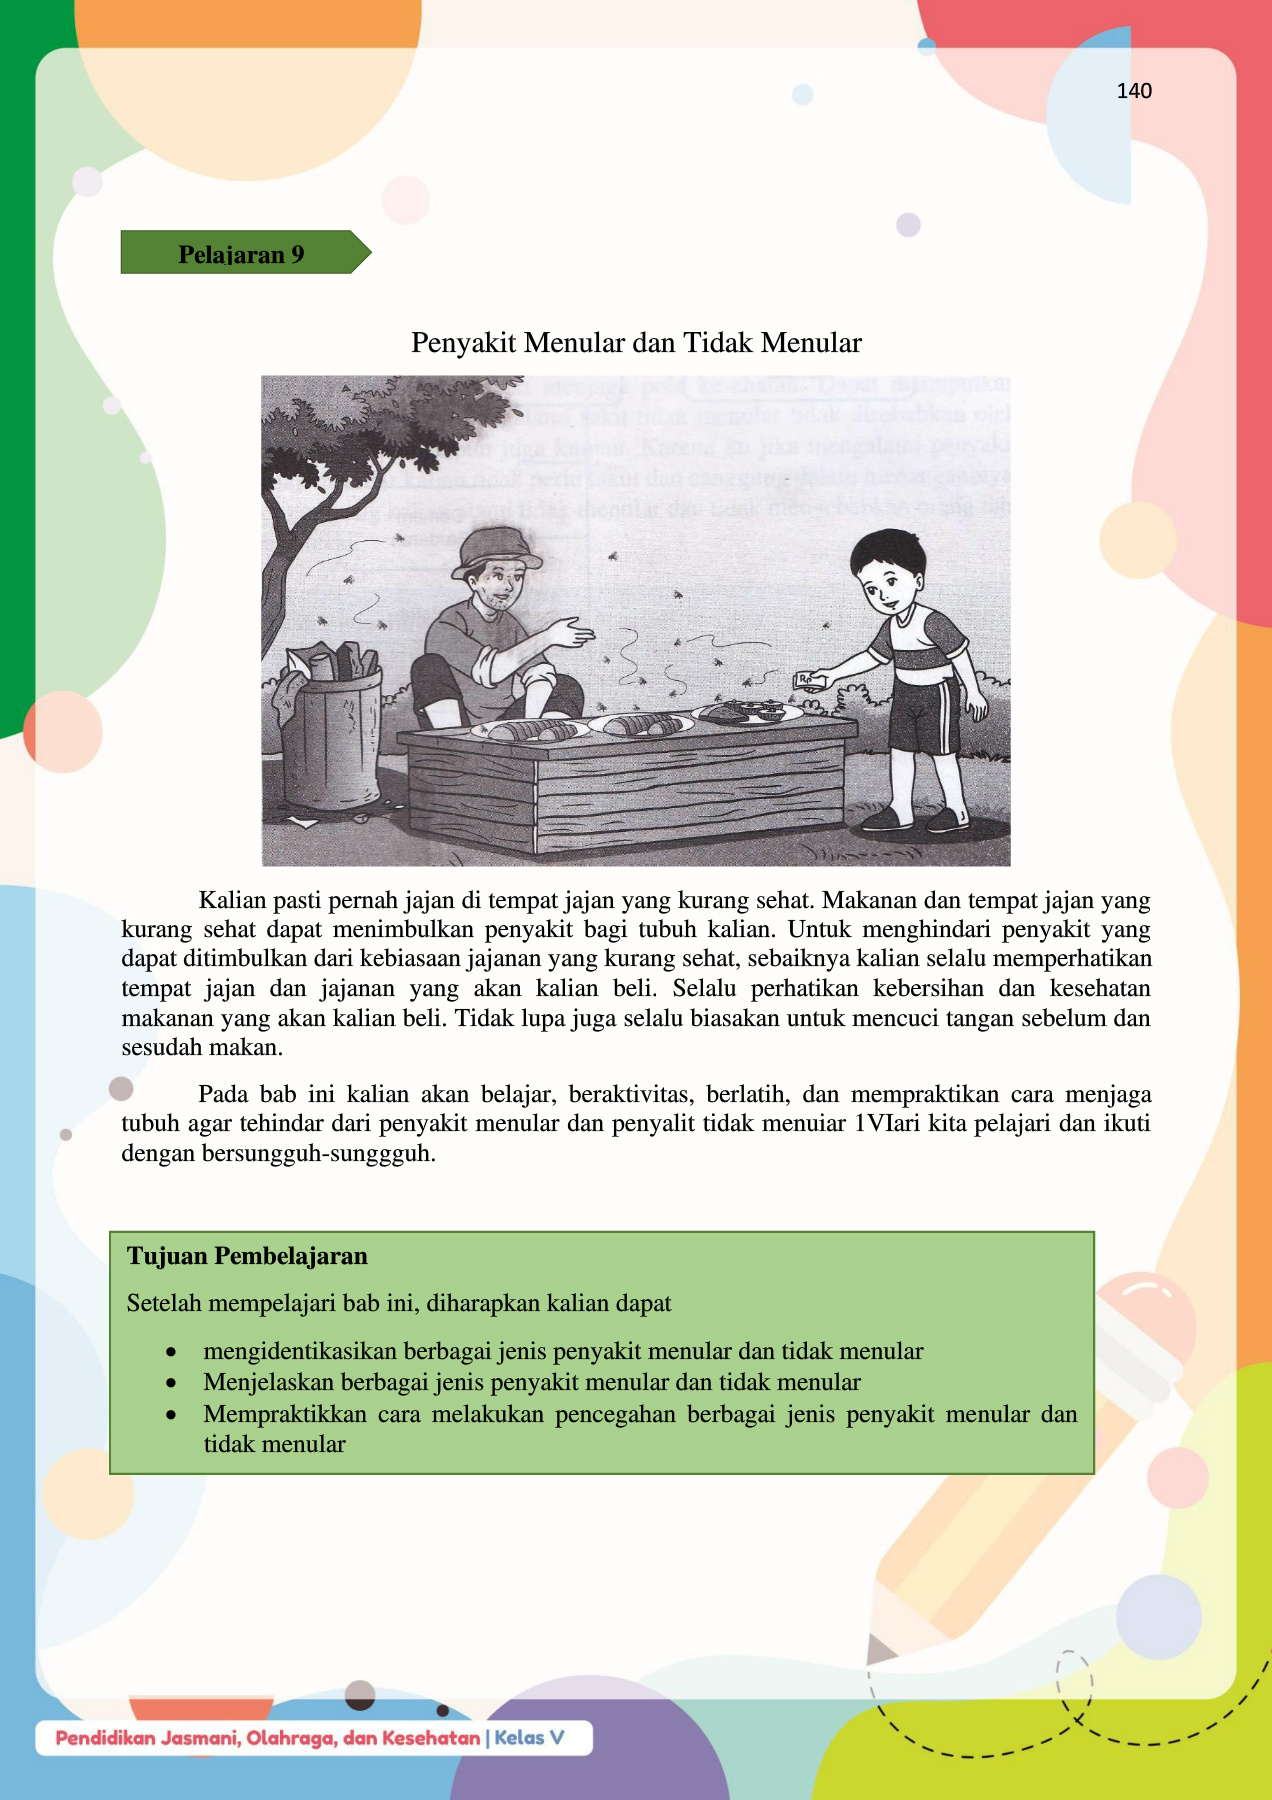 140
Pelajaran 9
Penyakit Menular dan Tidak Menular
Rp
Kalian pasti pernah jajan di tempat jajan yang kurang sehat. Makanan dan tempat jajan yang
kurang sehat dapat menimbulkan penyakit bagi tubuh kalian. Untuk menghindari penyakit yang
dapat ditimbulkan dari kebiasaan jajanan yang kurang sehat, sebaiknya kalian selalu memperhatikan
tempat jajan dan jajanan yang akan kalian beli. Selalu perhatikan kebersihan dan kesehatan
makanan yang akan kalian beli. Tidak lupa juga selalu biasakan untuk mencuci tangan sebelum dan
sesudah makan.
Pada bab ini kalian akan belajar, beraktivitas, berlatih, dan mempraktikan cara menjaga
tubuh agar tehindar dari penyakit menular dan penyalit tidak menuiar 1VIari kita pelajari dan ikuti
dengan bersungguh-sunggguh.
Tujuan Pembelajaran
Setelah mempelajari bab ini, diharapkan kalian dapat
• mengidentikasikan berbagai jenis penyakit menular dan tidak menular
• Menjelaskan berbagai jenis penyakit menular dan tidak menular
• Mempraktikkan cara melakukan pencegahan berbagai jenis penyakit menular dan
tidak menular
Pendidikan Jasmani, Olahraga, dan Kesehatan | Kelas V